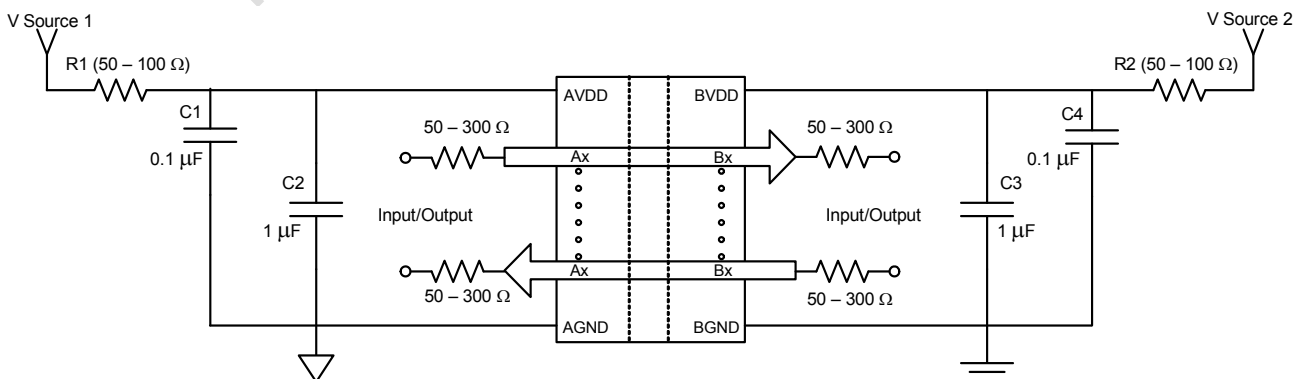 V Source 1
V Source 2
R1 (50 – 100 Ω)
R2 (50 – 100 Ω)
C1
0.1 μF
AVDD
BVDD
C4
0.1 μF
50 – 300 Ω
50 – 300 Ω
Ax
Bx
C2
1 μF
C3
1 μF
Input/Output
Input/Output
Ax
Bx
50 – 300 Ω
50 – 300 Ω
AGND
BGND